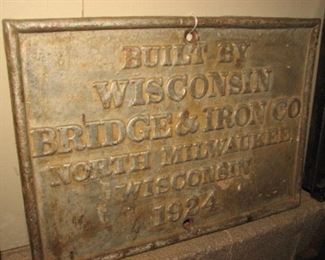 BUILT BY
WISCONSIN
BRIDGE & IRON CO
NORTH MILWAUKEE,
WISCONSIN
1924